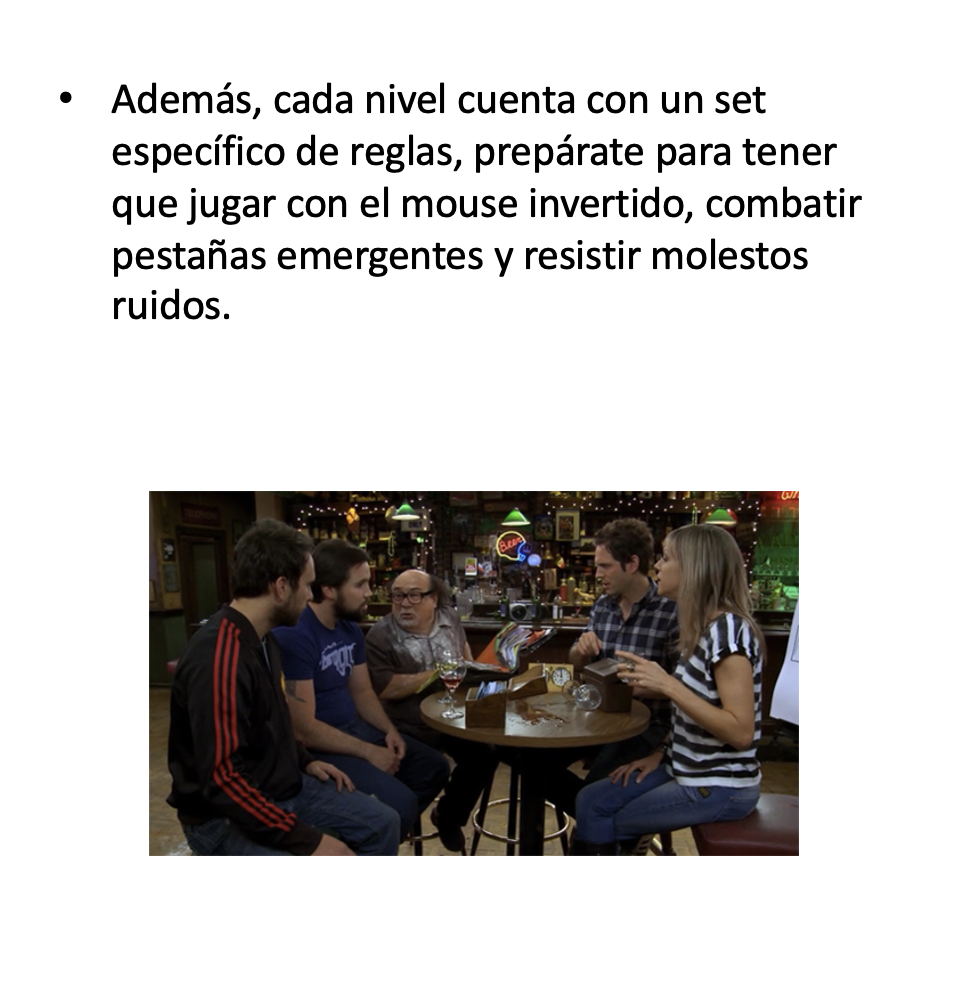 • Además, cada nivel cuenta con un set
específico de reglas, prepárate para tener
que jugar con el mouse invertido, combatir
pestañas emergentes y resistir molestos
ruidos.
Beer